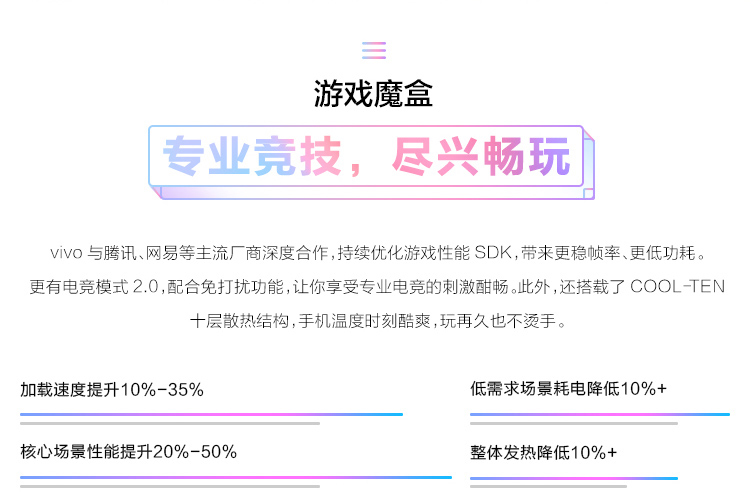 游戏魔盒
专业竞技，尽兴畅玩
vivo 与腾讯、网易等主流厂商深度合作，持续优化游戏性能 SDK，带来更稳帧率、更低功耗。
更有电竞模式 2.0，配合免打扰功能，让你享受专业电竞的刺激酣畅。此外，还搭载了 COOL-TEN
十层散热结构，手机温度时刻酷爽，玩再久也不烫手。
加载速度提升10%-35%
低需求场景耗电降低10%+
核心场景性能提升20%-50%
整体发热降低10%+